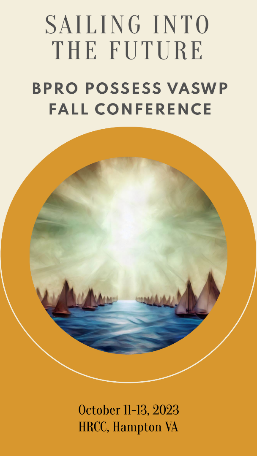 SAILING INTO
THE FUTURE
BPRO POSSESS VASWP
FALL CONFERENCE
October 11-13, 2023
HRCC, Hampton VA